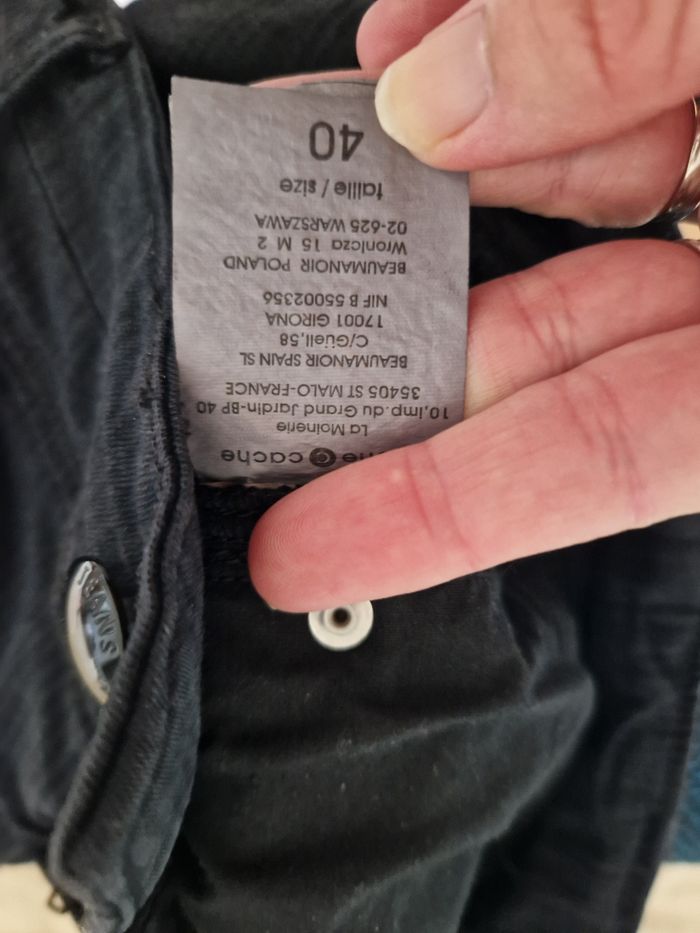 cache
La Moinerie
10,imp.du Grand Jardin-BP 40
35405 ST MALO-FRANCE
BEAUMANOIR SPAIN SL
C/Güell,58
17001 GIRONA
NIF B 55002356
BEAUMANOIR POLAND
Wronicza 15 M 2
02-625 WARSZAWA
taille / size
40
JEANS